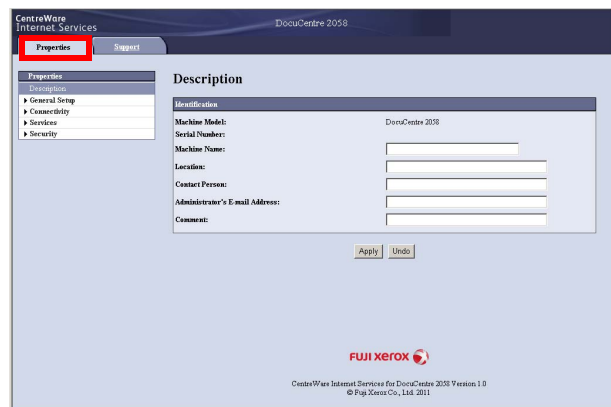 CentreWare
Internet Services
DocuCentre 2058
Properties
Support
Properties
Description
General Setup
Connectivity
Services
Security
Description
Identification
Machine Model: DocuCentre 2058
Serial Number:
Machine Name:
Location:
Contact Person:
Administrator's E-mail Address:
Comment:
Apply Undo
FUJI xerox
CentreWare Internet Services for DocuCentre 2058 Version 1.0
© Fuji Xerox Co., Ltd. 2011